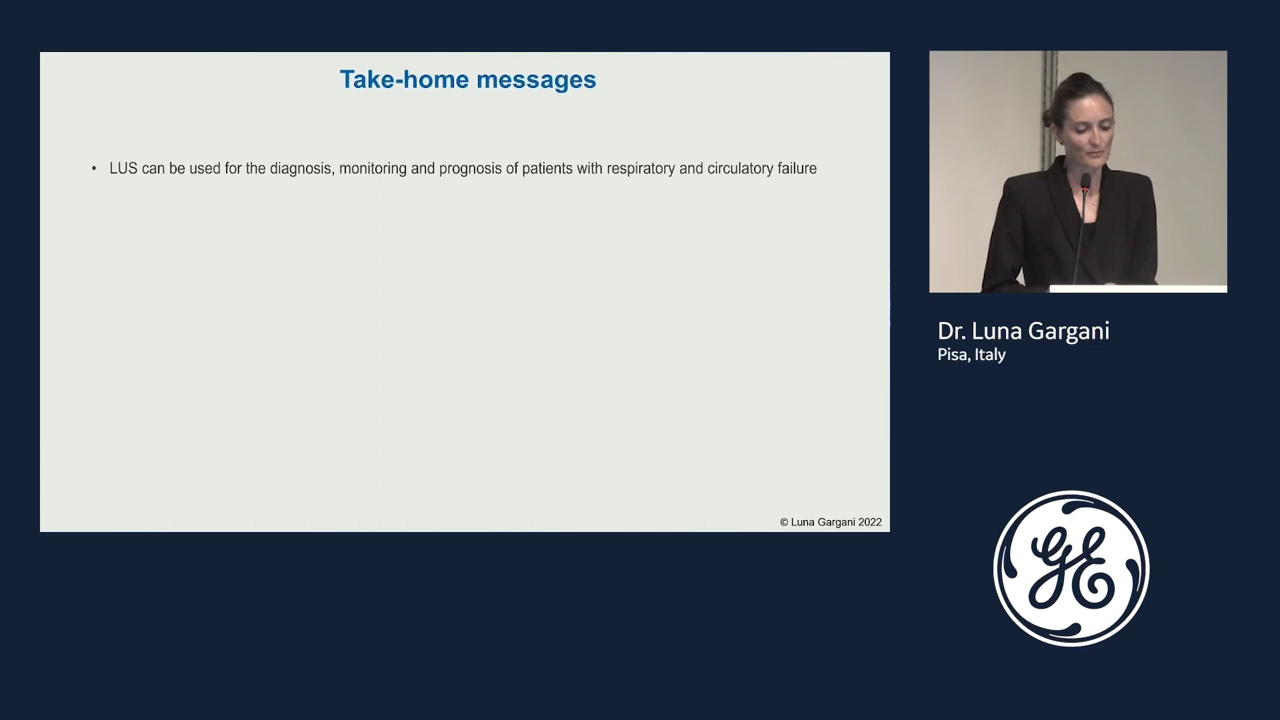 Take-home messages
• LUS can be used for the diagnosis, monitoring and prognosis of patients with respiratory and circulatory failure
© Luna Gargani 2022
Dr. Luna Gargani
Pisa, Italy
GE